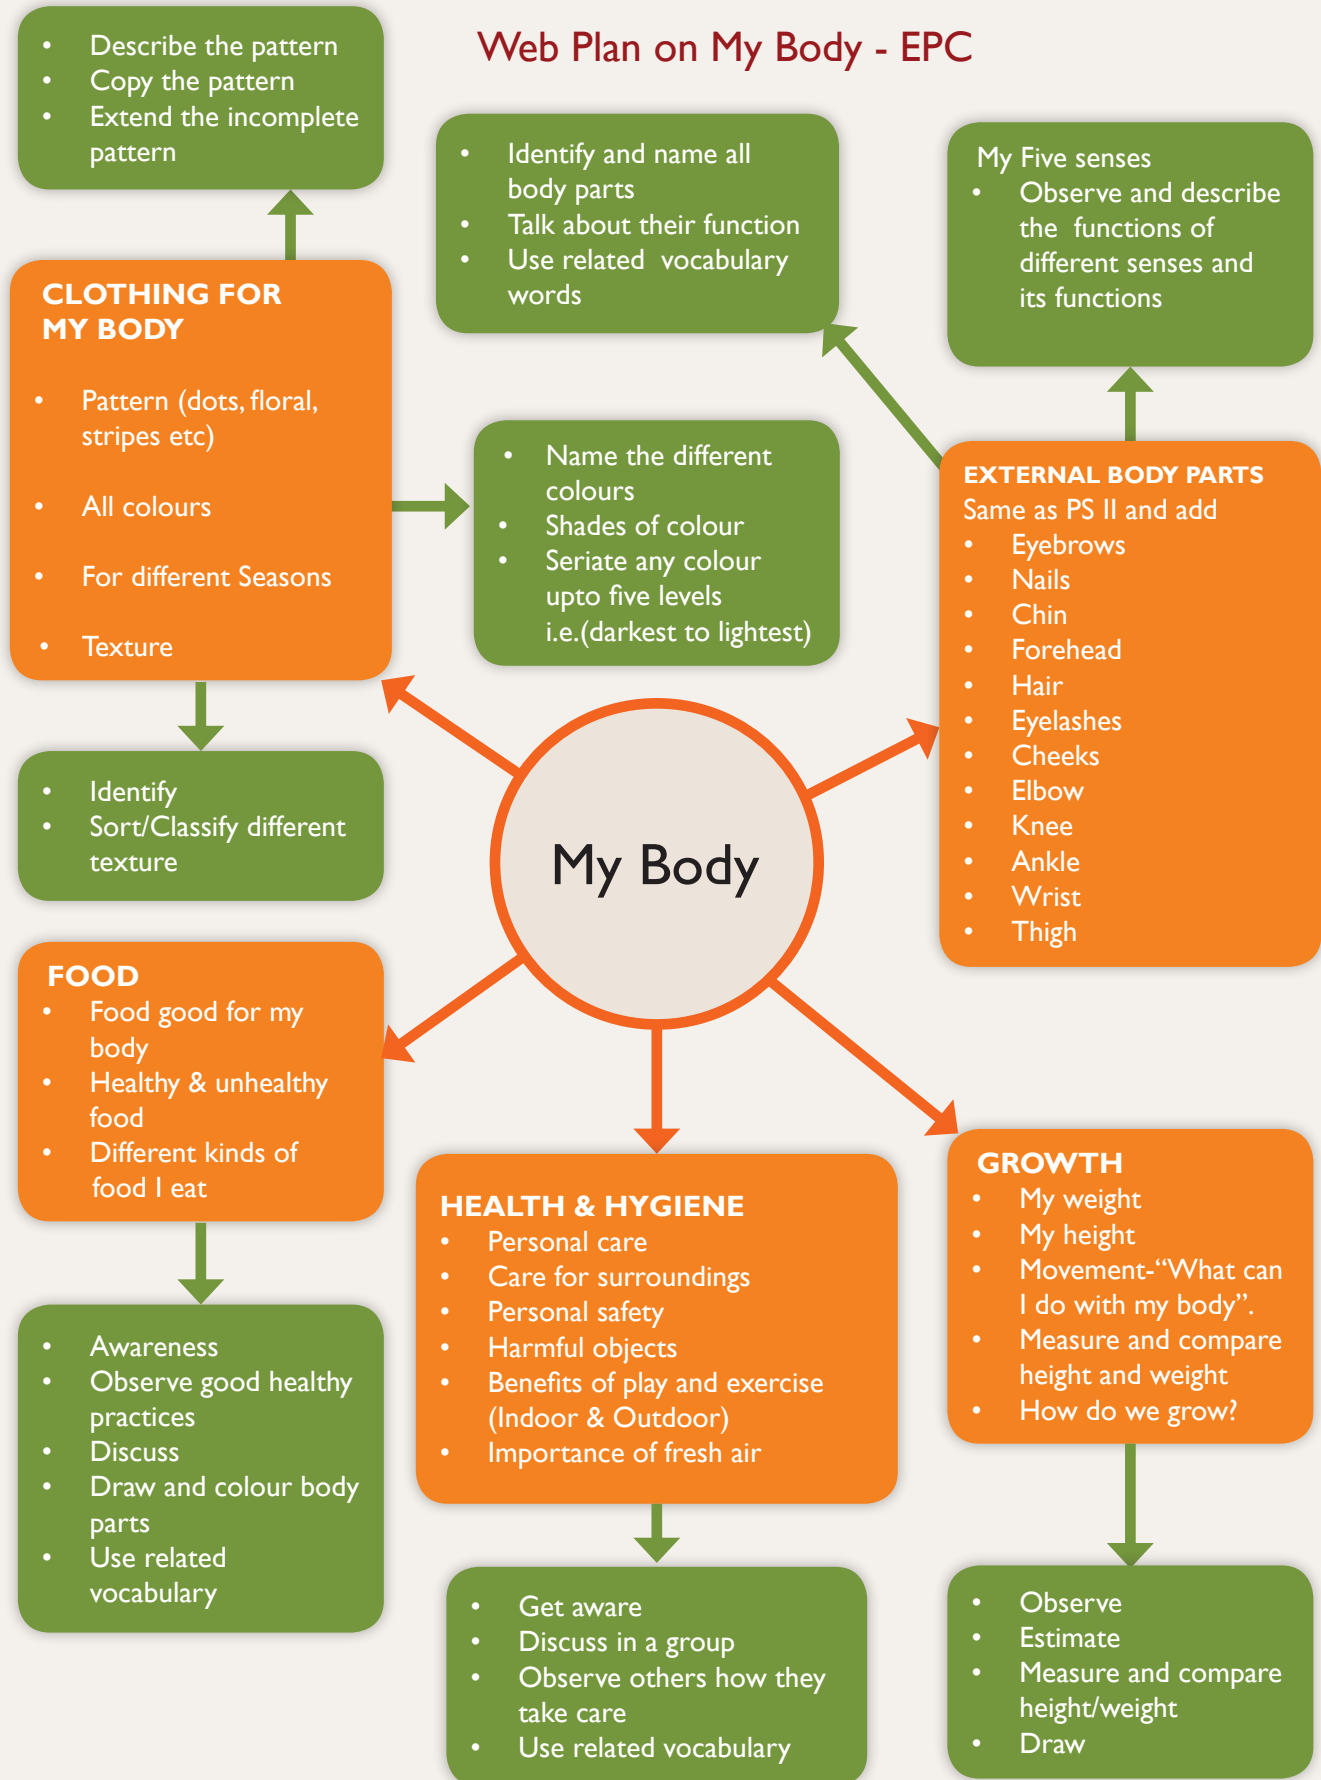 Web Plan on My Body - EPC
• Describe the pattern
• Copy the pattern
• Extend the incomplete
pattern
CLOTHING FOR
MY BODY
• Pattern (dots, floral,
stripes etc)
• All colours
• For different Seasons
• Texture
• Name the different
colours
• Shades of colour
• Seriate any colour
upto five levels
i.e.(darkest to lightest)
• Identify
• Sort/Classify different
texture
• Identify and name all
body parts
• Talk about their function
• Use related vocabulary
words
My Five senses
• Observe and describe
the functions of
different senses and
its functions
EXTERNAL BODY PARTS
Same as PS II and add
• Eyebrows
• Nails
• Chin
• Forehead
• Hair
• Eyelashes
• Cheeks
• Elbow
• Knee
• Ankle
• Wrist
• Thigh
My Body
FOOD
• Food good for my
body
• Healthy & unhealthy
food
• Different kinds of
food I eat
• Awareness
• Observe good healthy
practices
• Discuss
• Draw and colour body
parts
• Use related
vocabulary
HEALTH & HYGIENE
• Personal care
• Care for surroundings
• Personal safety
• Harmful objects
• Benefits of play and exercise
(Indoor & Outdoor)
• Importance of fresh air
• Get aware
• Discuss in a group
• Observe others how they
take care
• Use related vocabulary
GROWTH
• My weight
• My height
• Movement-“What can
I do with my body”.
• Measure and compare
height and weight
• How do we grow?
• Observe
• Estimate
• Measure and compare
height/weight
• Draw